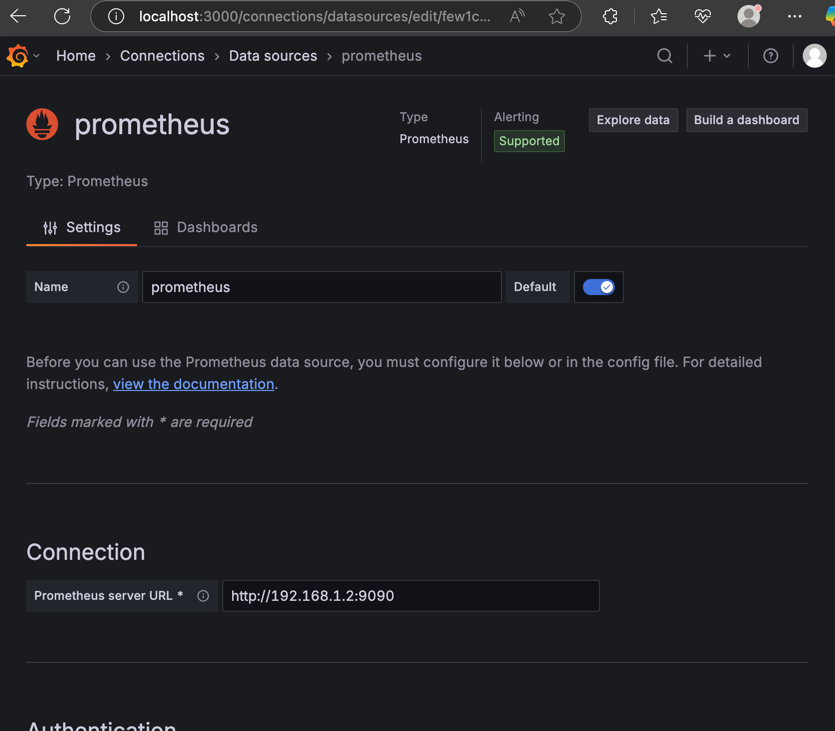 localhost:3000/connections/datasources/edit/few1c...
Home › Connections › Data sources › prometheus
prometheus
Type
Prometheus
Alerting
Supported
Explore data
Build a dashboard
Type: Prometheus
Settings
Dashboards
Name
prometheus
Default
Before you can use the Prometheus data source, you must configure it below or in the config file. For detailed
instructions, view the documentation.
Fields marked with * are required
Connection
Prometheus server URL *
http://192.168.1.2:9090
Authentication